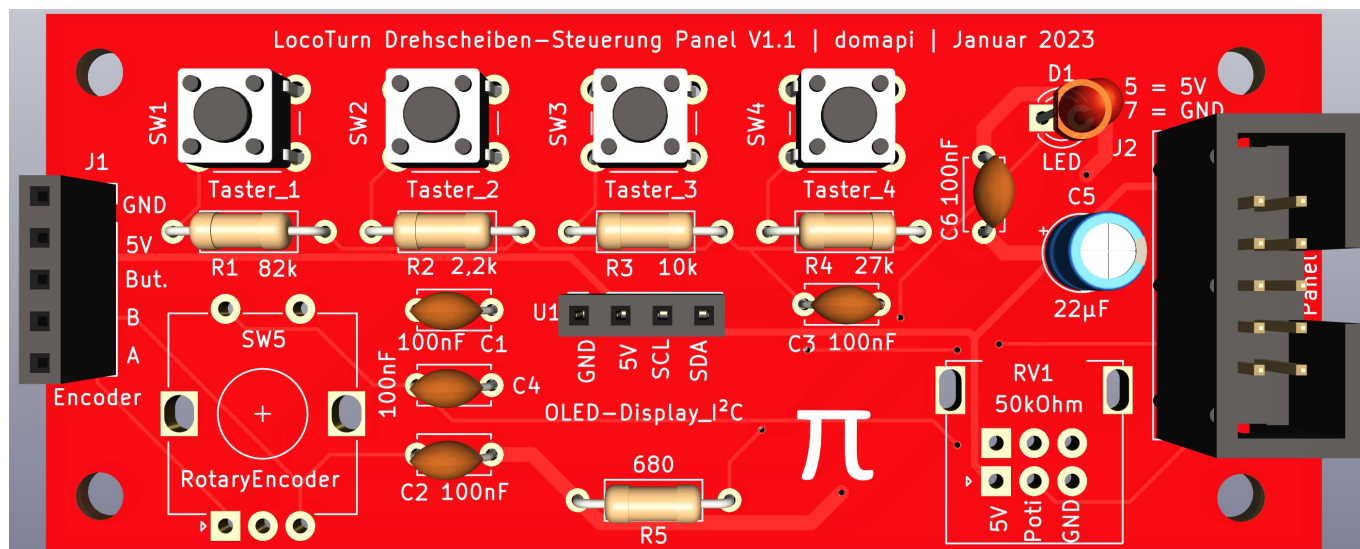 LocoTurn Drehscheiben-Steuerung Panel V1.1 | domapi | Januar 2023
SW1
SW2
SW3
SW4
D1
5 = 5V
7 = GND
LED
J2
J1
Taster_1
Taster_2
Taster_3
Taster_4
C6 100nF
C5
+
22µF
GND
5V
But.
B
A
Encoder
R1 82k
R2 2,2k
R3 10k
R4 27k
SW5
RotaryEncoder
100nF C1
100nF C4
C2 100nF
U1
GND
5V
SCL
SDA
OLED-Display_I²C
C3 100nF
π
680
R5
RV1
50kOhm
5V
Poti
GND
Panel